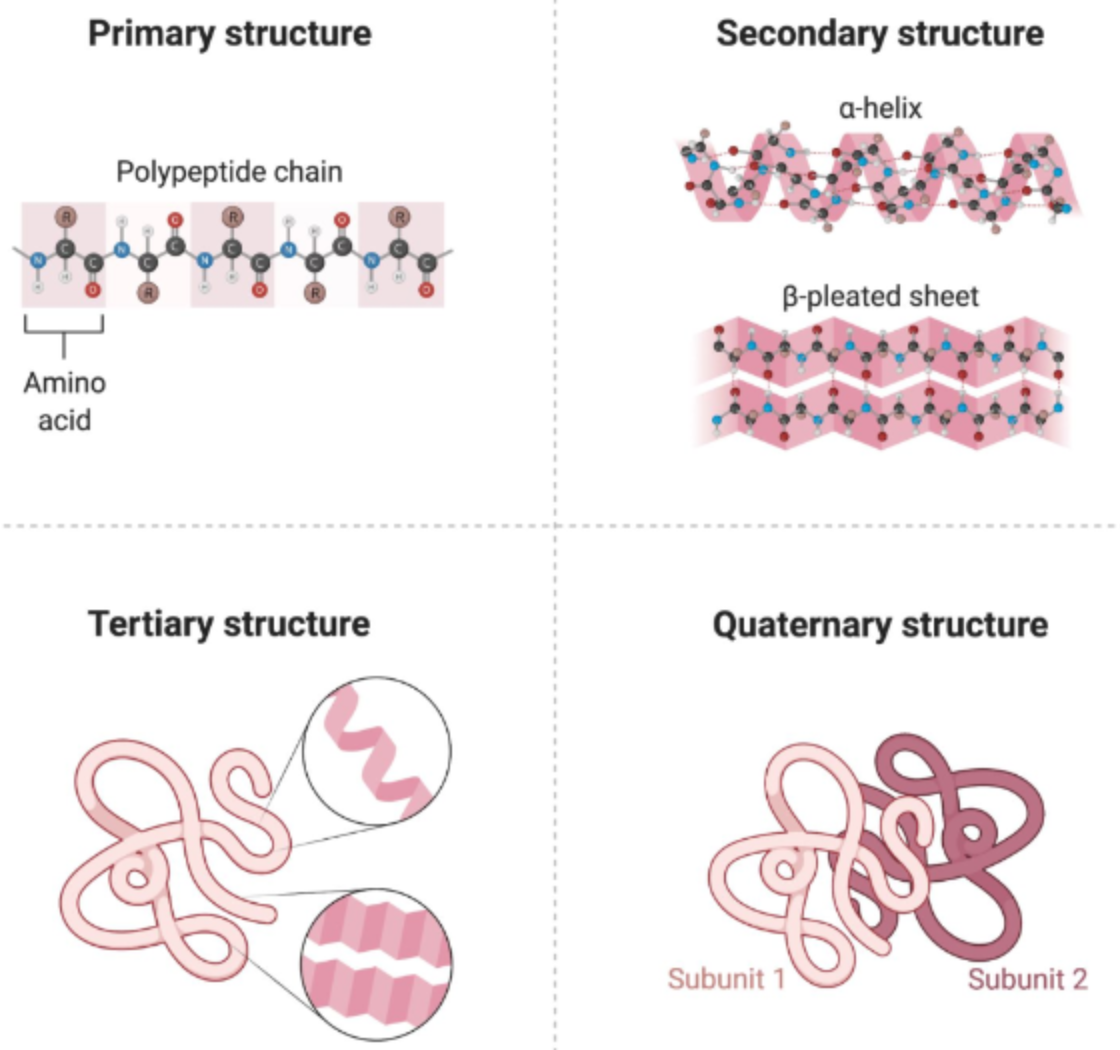 Primary structure
Polypeptide chain
R H R H R
N C C N C C N C C N C C N C C
H H O R H H O R H H O
O O
Amino
acid
Secondary structure
α-helix
β-pleated sheet
Tertiary structure
Quaternary structure
Subunit 1
Subunit 2